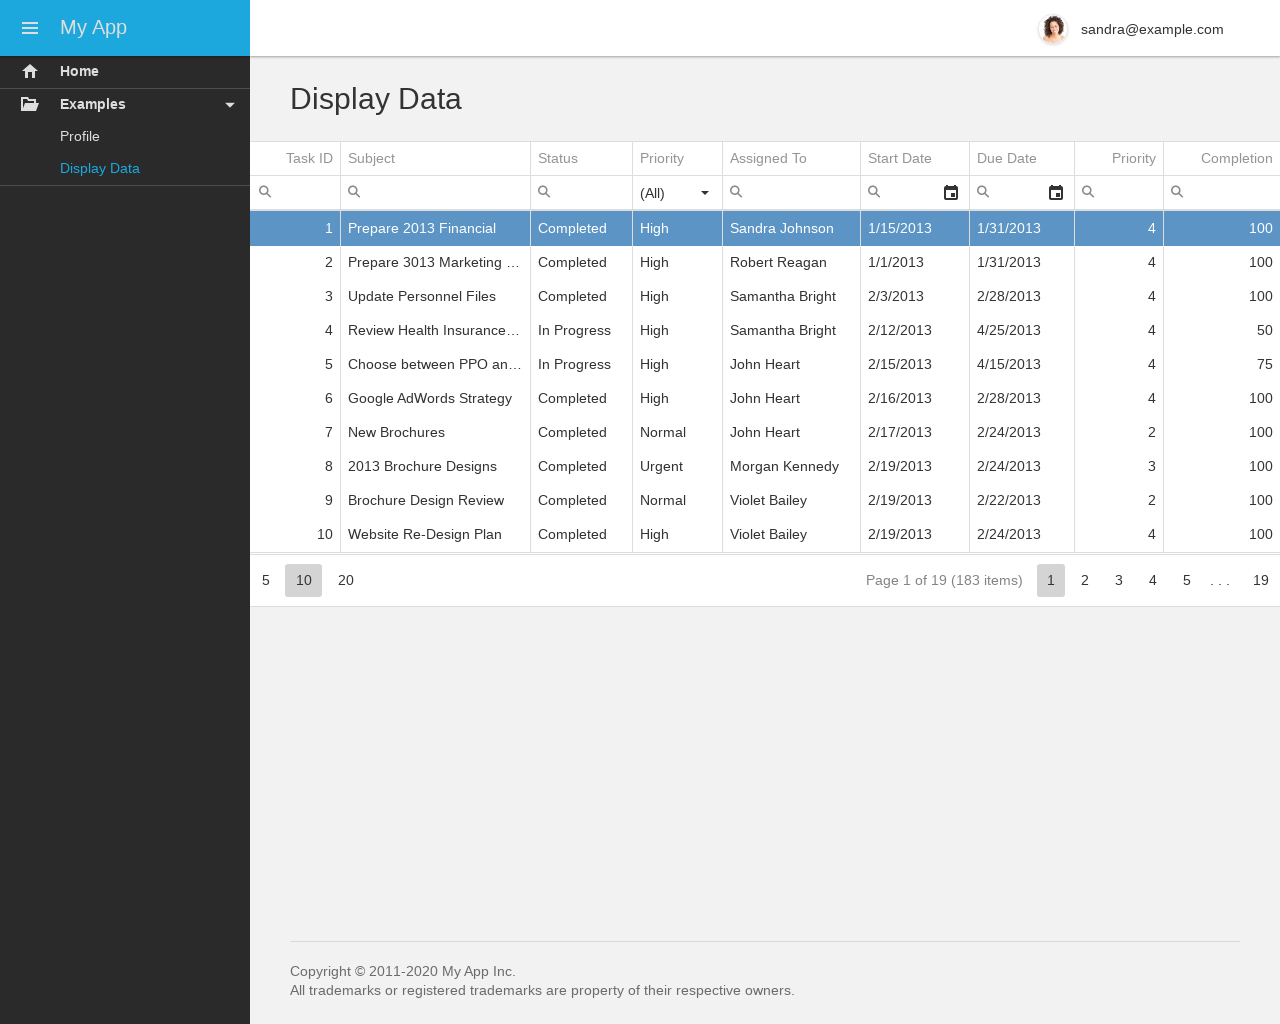 My App
sandra@example.com
Home
Examples
Profile
Display Data
Display Data
Task ID Subject Status Priority Assigned To Start Date Due Date Priority Completion
(All)
1 Prepare 2013 Financial Completed High Sandra Johnson 1/15/2013 1/31/2013 4 100
2 Prepare 3013 Marketing … Completed High Robert Reagan 1/1/2013 1/31/2013 4 100
3 Update Personnel Files Completed High Samantha Bright 2/3/2013 2/28/2013 4 100
4 Review Health Insurance… In Progress High Samantha Bright 2/12/2013 4/25/2013 4 50
5 Choose between PPO an… In Progress High John Heart 2/15/2013 4/15/2013 4 75
6 Google AdWords Strategy Completed High John Heart 2/16/2013 2/28/2013 4 100
7 New Brochures Completed Normal John Heart 2/17/2013 2/24/2013 2 100
8 2013 Brochure Designs Completed Urgent Morgan Kennedy 2/19/2013 2/24/2013 3 100
9 Brochure Design Review Completed Normal Violet Bailey 2/19/2013 2/22/2013 2 100
10 Website Re-Design Plan Completed High Violet Bailey 2/19/2013 2/24/2013 4 100
5 10 20 Page 1 of 19 (183 items) 1 2 3 4 5 . . . 19
Copyright © 2011-2020 My App Inc.
All trademarks or registered trademarks are property of their respective owners.